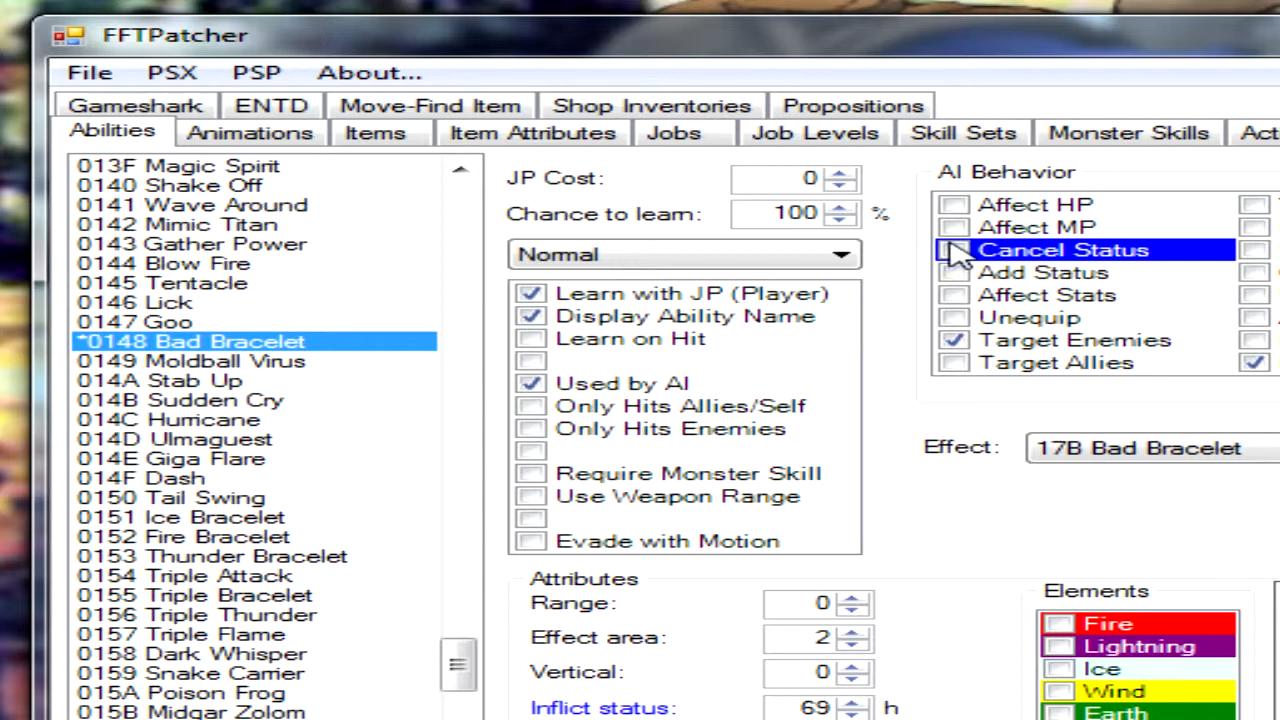 FFTPatcher
File PSX PSP About...
Gameshark ENTD Move-Find Item Shop Inventories Propositions
Abilities Animations Items Item Attributes Jobs Job Levels Skill Sets Monster Skills Act
013F Magic Spirit
0140 Shake Off
0141 Wave Around
0142 Mimic Titan
0143 Gather Power
0144 Blow Fire
0145 Tentacle
0146 Lick
0147 Goo
*0148 Bad Bracelet
0149 Moldball Virus
014A Stab Up
014B Sudden Cry
014C Hurricane
014D Ulmaguest
014E Giga Flare
014F Dash
0150 Tail Swing
0151 Ice Bracelet
0152 Fire Bracelet
0153 Thunder Bracelet
0154 Triple Attack
0155 Triple Bracelet
0156 Triple Thunder
0157 Triple Flame
0158 Dark Whisper
0159 Snake Carrier
015A Poison Frog
015B Midgar Zolom
JP Cost: 0
Chance to learn: 100 %
Normal
Learn with JP (Player)
Display Ability Name
Learn on Hit
Used by AI
Only Hits Allies/Self
Only Hits Enemies
Require Monster Skill
Use Weapon Range
Evade with Motion
Attributes
Range: 0
Effect area: 2
Vertical: 0
Inflict status: 69 h
AI Behavior
Affect HP
Affect MP
Cancel Status
Add Status
Affect Stats
Unequip
Target Enemies
Target Allies
Effect: 17B Bad Bracelet
Elements
Fire
Lightning
Ice
Wind
Earth